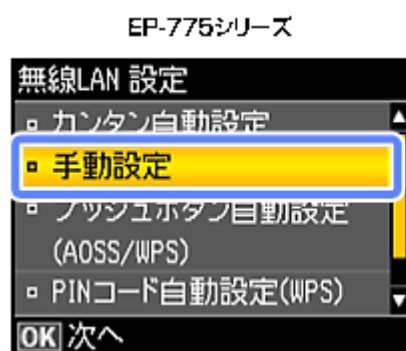 EP-775シリーズ
無線LAN 設定
カンタン自動設定
手動設定
プッシュボタン自動設定
(AOSS/WPS)
PINコード自動設定(WPS)
OK 次へ